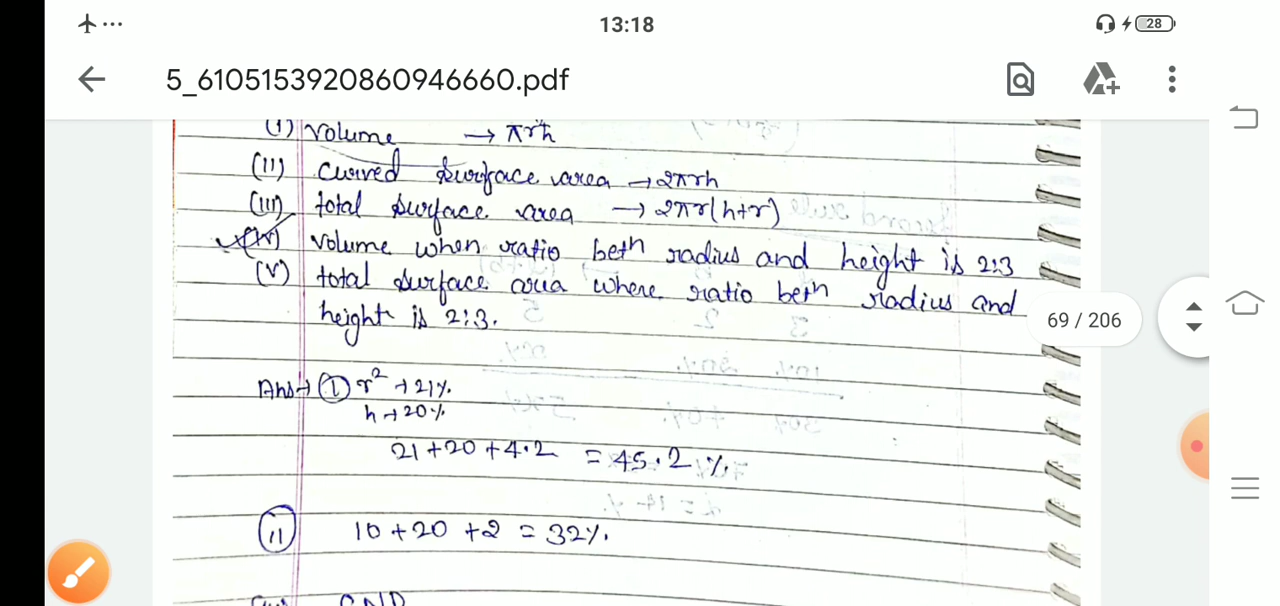 13:18
28
5_6105153920860946660.pdf
(I) volume → πr²h
(II) curved surface area → 2πrh
(III) total surface area → 2πr(h+r)
(IV) volume when ratio betn radius and height is 2:3
(V) total surface area where ratio betn radius and
height is 2:3.
69 / 206
Ans→ (I) r² → 21%.
h → 20%.
21 + 20 + 4.2 = 45.2 %.
(II) 10 + 20 + 2 = 32%.